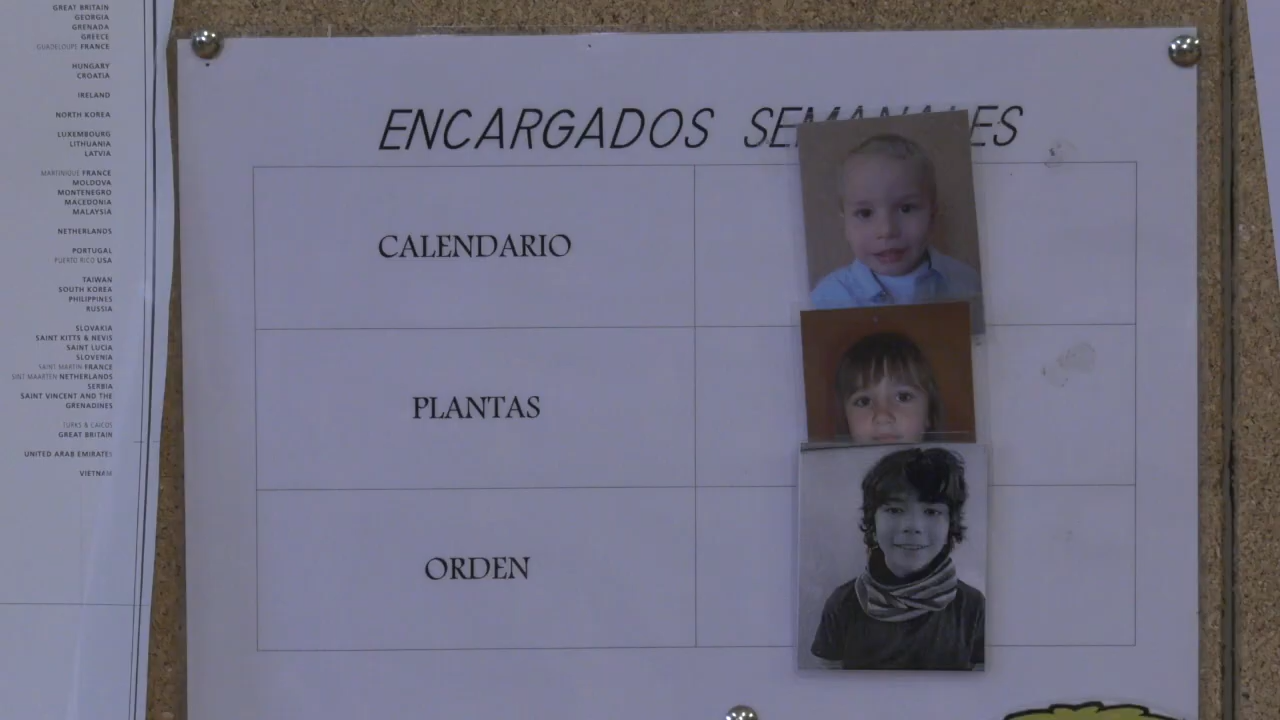 GREAT BRITAIN
GEORGIA
GRENADA
GREECE
GUADELOUPE FRANCE
HUNGARY
CROATIA
IRELAND
NORTH KOREA
LUXEMBOURG
LITHUANIA
LATVIA
MARTINIQUE FRANCE
MOLDOVA
MONTENEGRO
MACEDONIA
MALAYSIA
NETHERLANDS
PORTUGAL
PUERTO RICO USA
TAIWAN
SOUTH KOREA
PHILIPPINES
RUSSIA
SLOVAKIA
SAINT KITTS & NEVIS
SAINT LUCIA
SLOVENIA
SAINT MARTIN FRANCE
SINT MAARTEN NETHERLANDS
SERBIA
SAINT VINCENT AND THE
GRENADINES
TURKS & CAICOS
GREAT BRITAIN
UNITED ARAB EMIRATES
VIETNAM
ENCARGADOS SEMANALES
CALENDARIO
PLANTAS
ORDEN